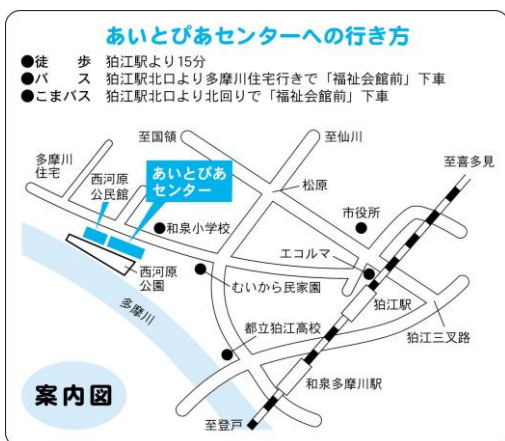 あいとぴあセンターへの行き方
●徒　歩　狛江駅より15分
●バ　ス　狛江駅北口より多摩川住宅行きで「福祉会館前」下車
●こまバス　狛江駅北口より北回りで「福祉会館前」下車
至国領
至仙川
多摩川
住宅
西河原
公民館
あいとぴあ
センター
松原
至喜多見
市役所
●和泉小学校
エコルマ
西河原
公園
むいから民家園
狛江駅
多摩川
都立狛江高校
狛江三叉路
案内図
和泉多摩川駅
至登戸